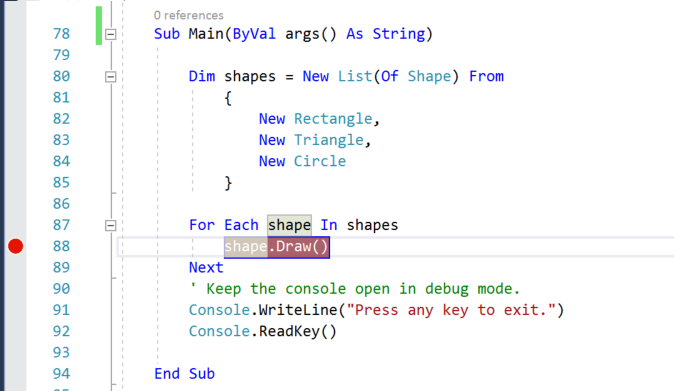 0 references
78 Sub Main(ByVal args() As String)
79
80 Dim shapes = New List(Of Shape) From
81 {
82 New Rectangle,
83 New Triangle,
84 New Circle
85 }
86
87 For Each shape In shapes
88 shape.Draw()
89 Next
90 ' Keep the console open in debug mode.
91 Console.WriteLine("Press any key to exit.")
92 Console.ReadKey()
93
94 End Sub